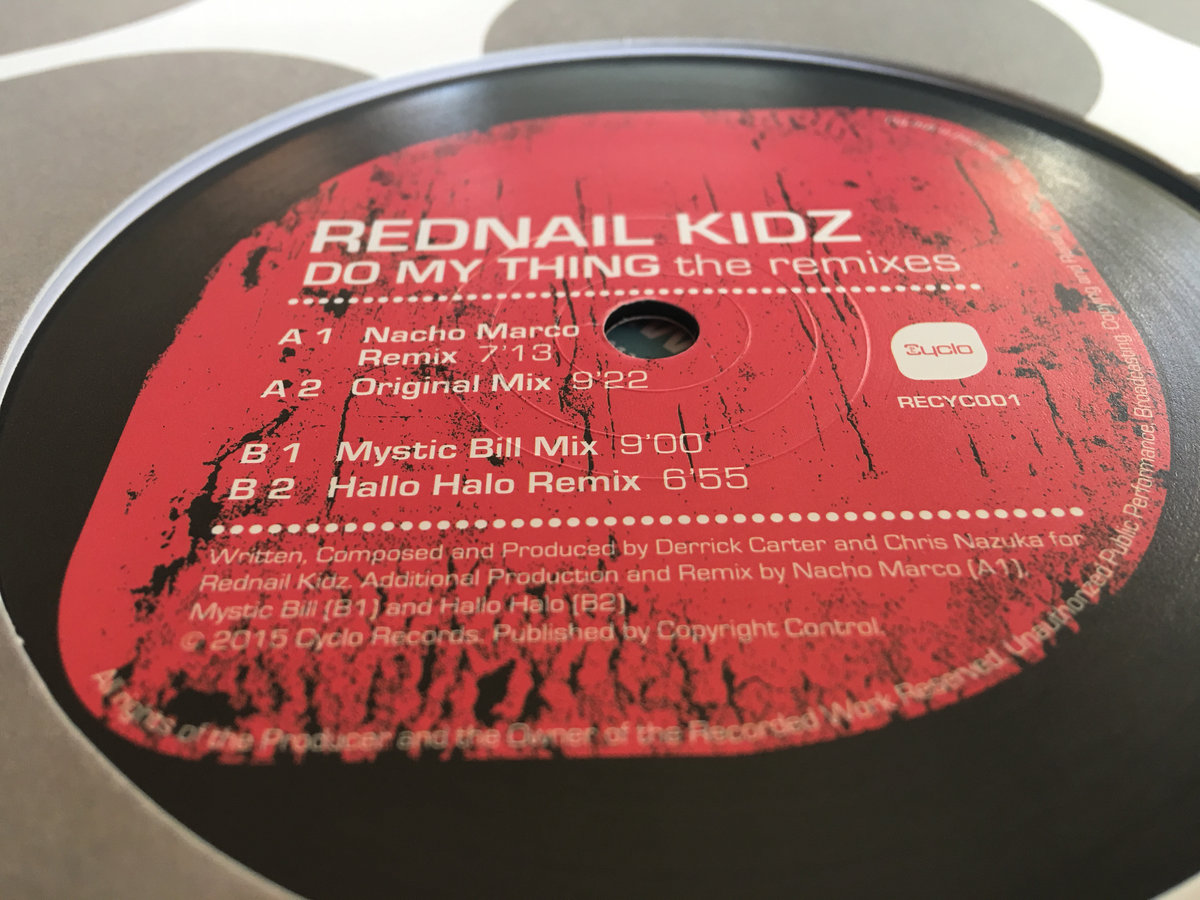 REDNAIL KIDZ
DO MY THING the remixes
A 1 Nacho Marco
Remix 7'13
A 2 Original Mix 9'22
B 1 Mystic Bill Mix 9'00
B 2 Hallo Halo Remix 6'55
Cyclo
RECYC001
Written, Composed and Produced by Derrick Carter and Chris Nazuka for
Rednail Kidz. Additional Production and Remix by Nacho Marco (A1),
Mystic Bill (B1) and Hallo Halo (B2)
© 2015 Cyclo Records. Published by Copyright Control.
All rights of the Producer and the Owner of the Recorded Work Reserved. Unauthorized Public Performance, Broadcasting, Copying and